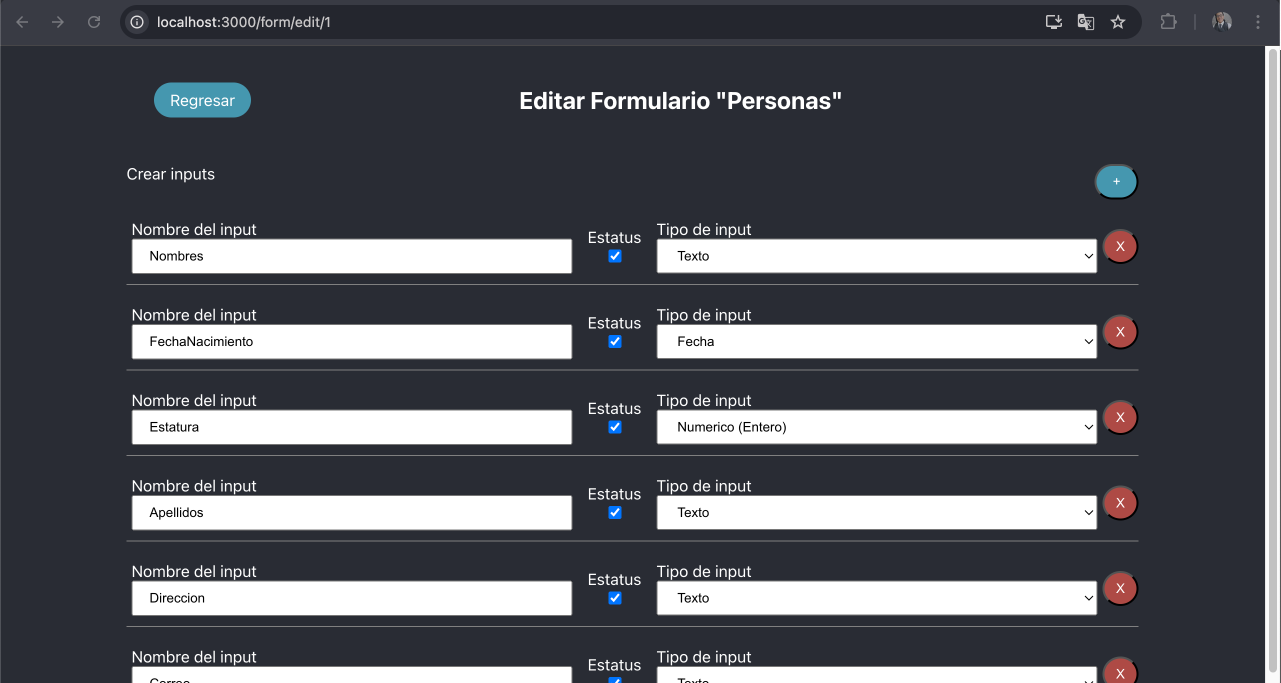 localhost:3000/form/edit/1
Regresar
Editar Formulario "Personas"
Crear inputs
+
Nombre del input
Estatus
Tipo de input
Nombres
Texto
X
Nombre del input
Estatus
Tipo de input
FechaNacimiento
Fecha
X
Nombre del input
Estatus
Tipo de input
Estatura
Numerico (Entero)
X
Nombre del input
Estatus
Tipo de input
Apellidos
Texto
X
Nombre del input
Estatus
Tipo de input
Direccion
Texto
X
Nombre del input
Estatus
Tipo de input
Correo
Texto
X